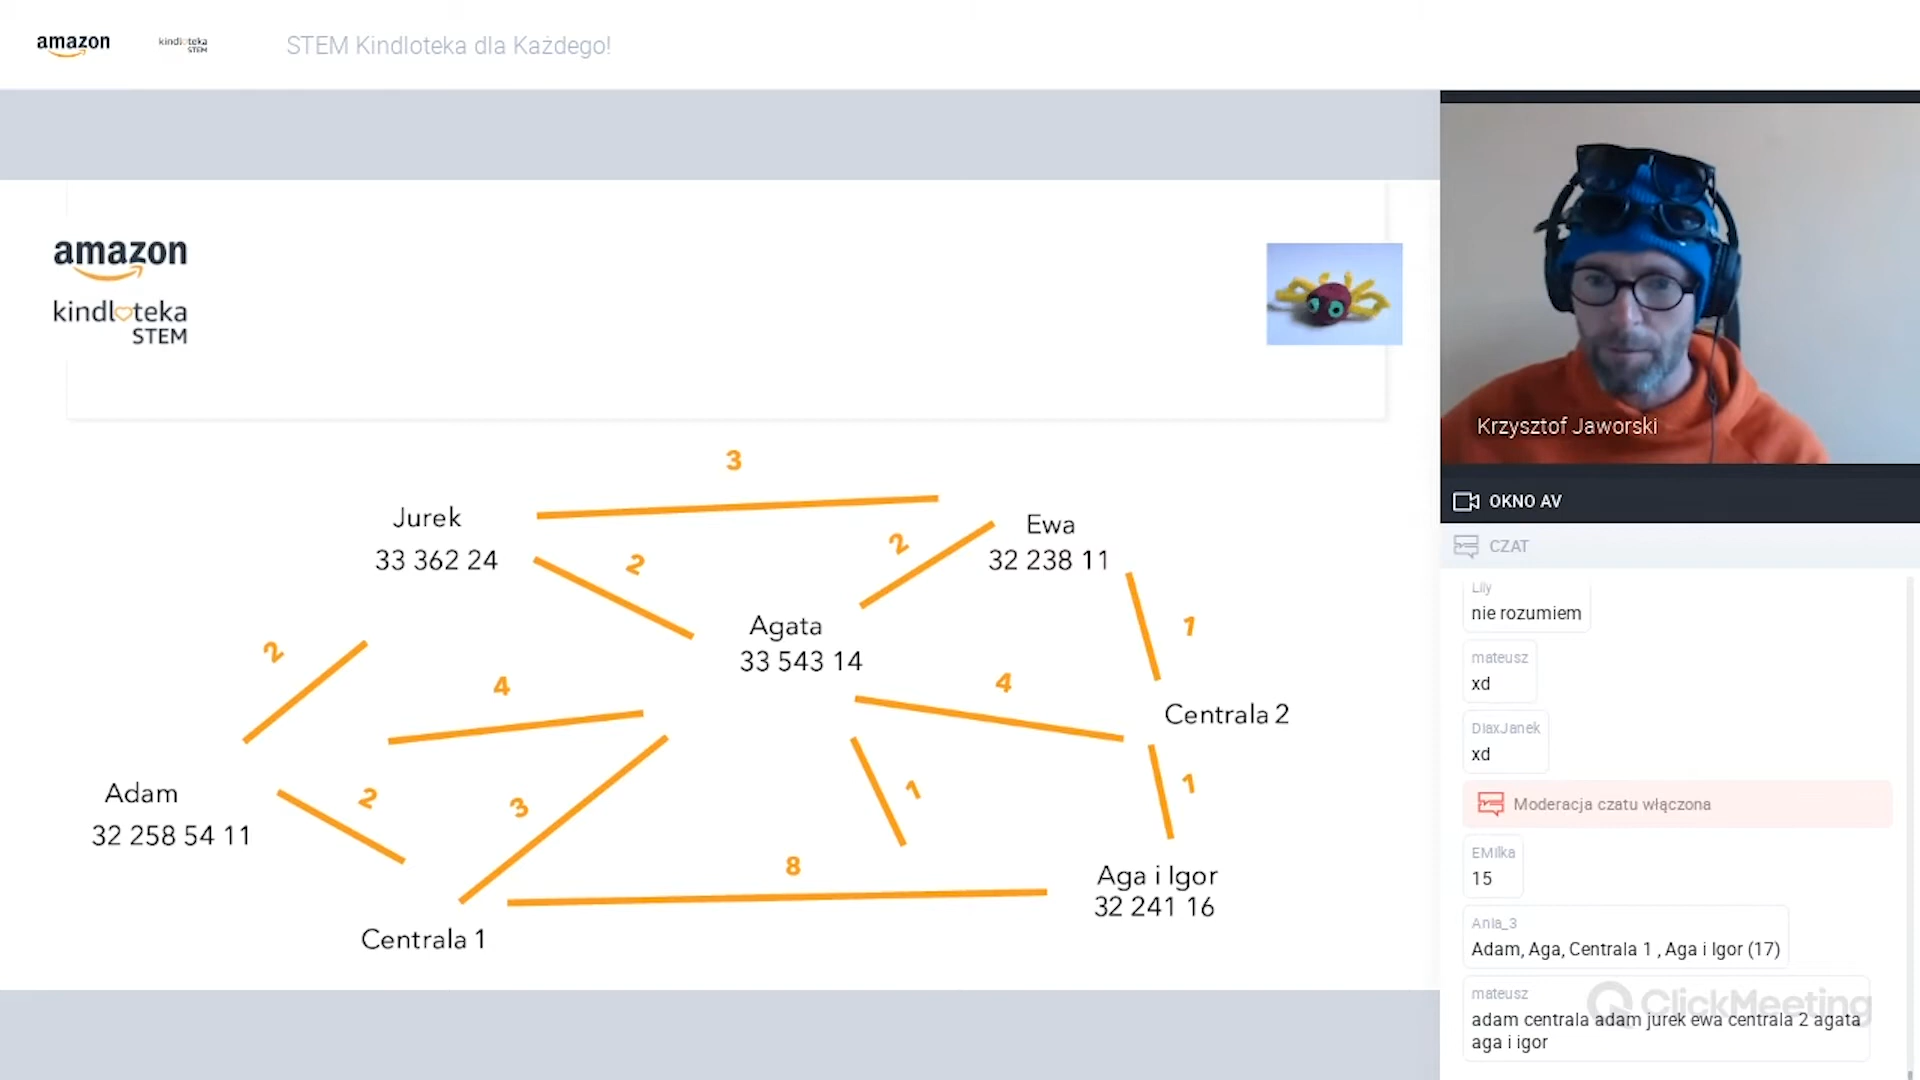 amazon
kindloteka
STEM
STEM Kindloteka dla Każdego!
amazon
kindloteka
STEM
3
Jurek
33 362 24
2
2
Ewa
32 238 11
Agata
33 543 14
1
2
4
4
Centrala 2
Adam
32 258 54 11
2
3
1
1
8
Aga i Igor
32 241 16
Centrala 1
Krzysztof Jaworski
OKNO AV
CZAT
Lily
nie rozumiem
mateusz
xd
DiaxJanek
xd
Moderacja czatu włączona
EMilka
15
Ania_3
Adam, Aga, Centrala 1 , Aga i Igor (17)
mateusz
adam centrala adam jurek ewa centrala 2 agata
aga i igor
ClickMeeting